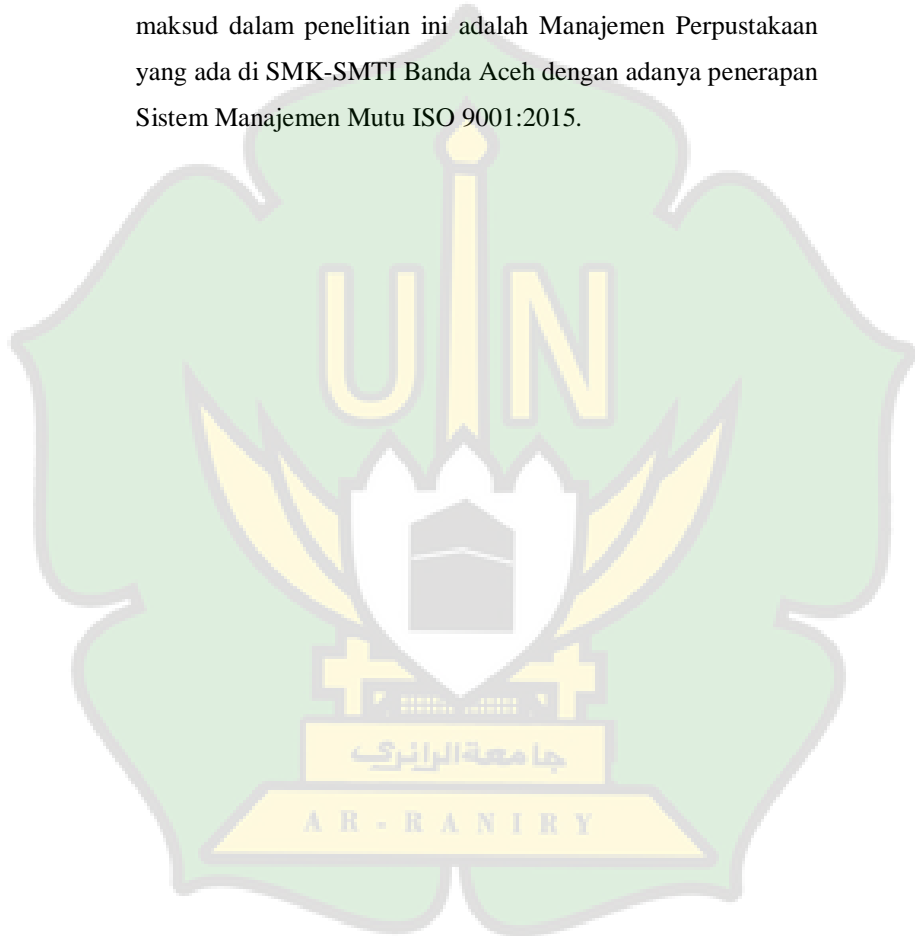 maksud dalam penelitian ini adalah Manajemen Perpustakaan
yang ada di SMK-SMTI Banda Aceh dengan adanya penerapan
Sistem Manajemen Mutu ISO 9001:2015.
UIN
جامعة الرانري
AR-RANIRY